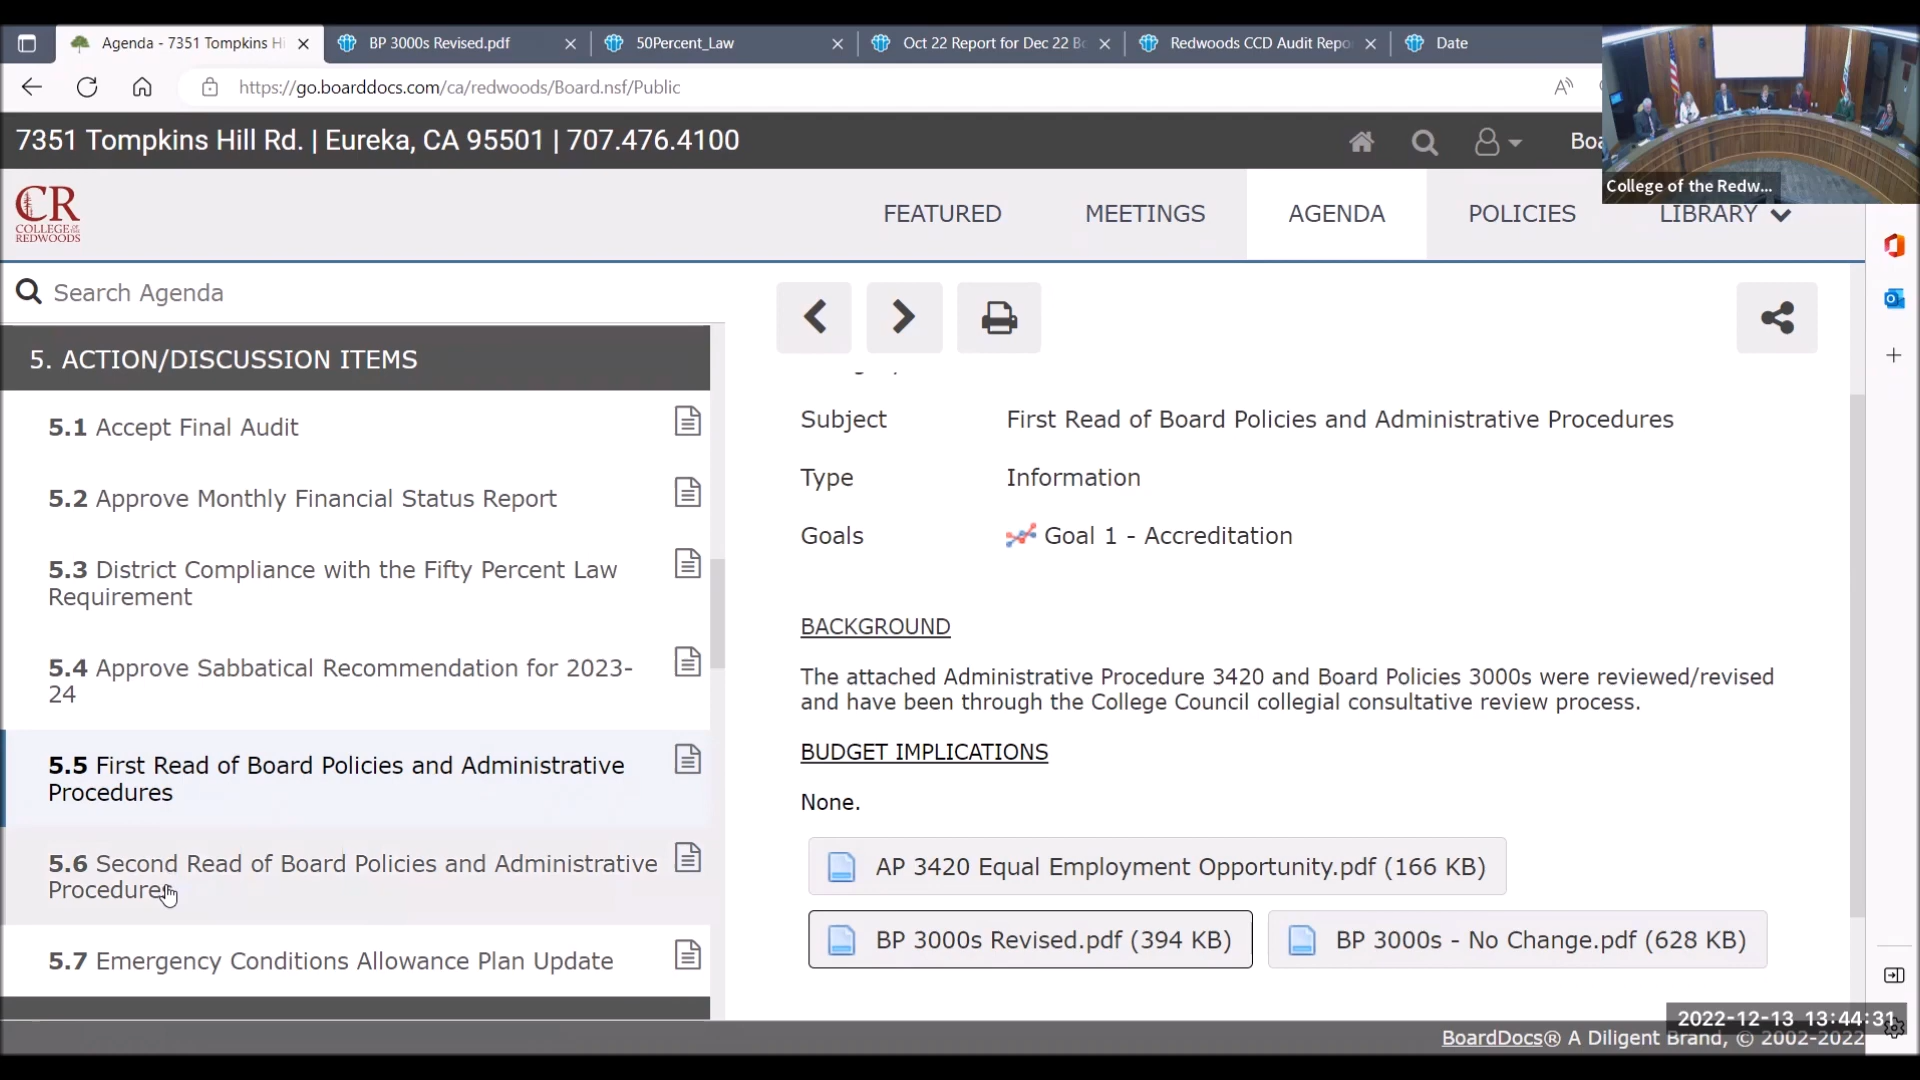 Agenda - 7351 Tompkins Hi
BP 3000s Revised.pdf
50Percent_Law
Oct 22 Report for Dec 22 Bo
Redwoods CCD Audit Repo
Date
https://go.boarddocs.com/ca/redwoods/Board.nsf/Public
7351 Tompkins Hill Rd. | Eureka, CA 95501 | 707.476.4100
Boa
College of the Redw...
CR
COLLEGE OF THE
REDWOODS
FEATURED
MEETINGS
AGENDA
POLICIES
LIBRARY
Search Agenda
5. ACTION/DISCUSSION ITEMS
5.1 Accept Final Audit
5.2 Approve Monthly Financial Status Report
5.3 District Compliance with the Fifty Percent Law
Requirement
5.4 Approve Sabbatical Recommendation for 2023-
24
5.5 First Read of Board Policies and Administrative
Procedures
5.6 Second Read of Board Policies and Administrative
Procedures
5.7 Emergency Conditions Allowance Plan Update
Subject First Read of Board Policies and Administrative Procedures
Type Information
Goals Goal 1 - Accreditation
BACKGROUND
The attached Administrative Procedure 3420 and Board Policies 3000s were reviewed/revised
and have been through the College Council collegial consultative review process.
BUDGET IMPLICATIONS
None.
AP 3420 Equal Employment Opportunity.pdf (166 KB)
BP 3000s Revised.pdf (394 KB)
BP 3000s - No Change.pdf (628 KB)
2022-12-13 13:44:31
BoardDocs® A Diligent Brand, © 2002-2022